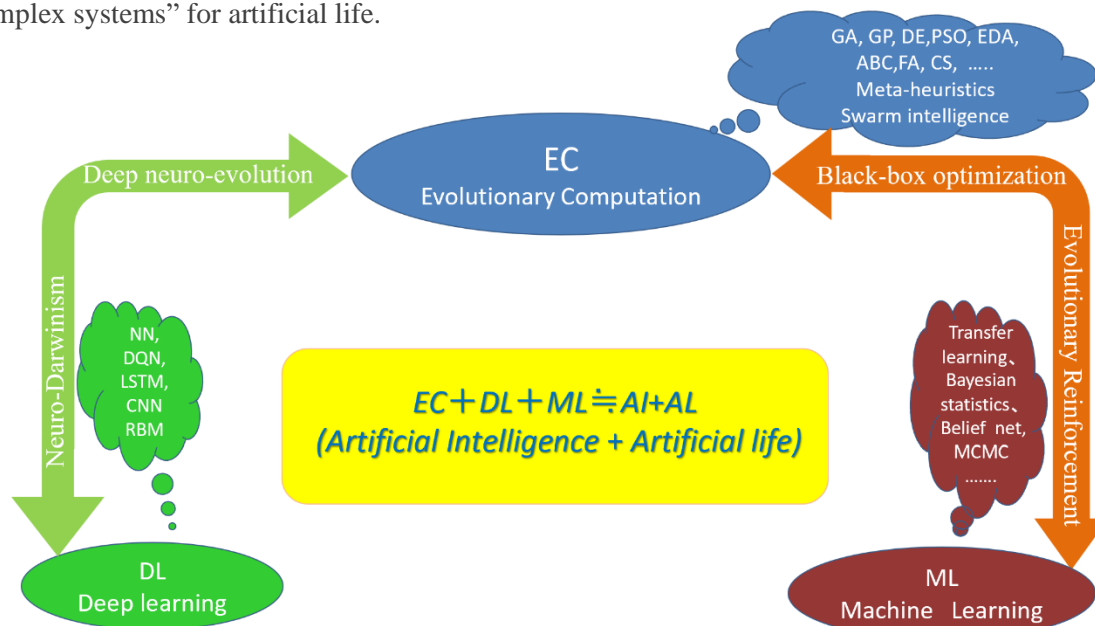 mplex systems” for artificial life.
GA, GP, DE,PSO, EDA,
ABC,FA, CS, .....
Meta-heuristics
Swarm intelligence
EC
Evolutionary Computation
Deep neuro-evolution
Black-box optimization
Neuro-Darwinism
Evolutionary Reinforcement
NN,
DQN,
LSTM,
CNN
RBM
Transfer
learning、
Bayesian
statistics、
Belief net,
MCMC
.......
EC＋DL＋ML≒AI+AL
(Artificial Intelligence + Artificial life)
DL
Deep learning
ML
Machine Learning